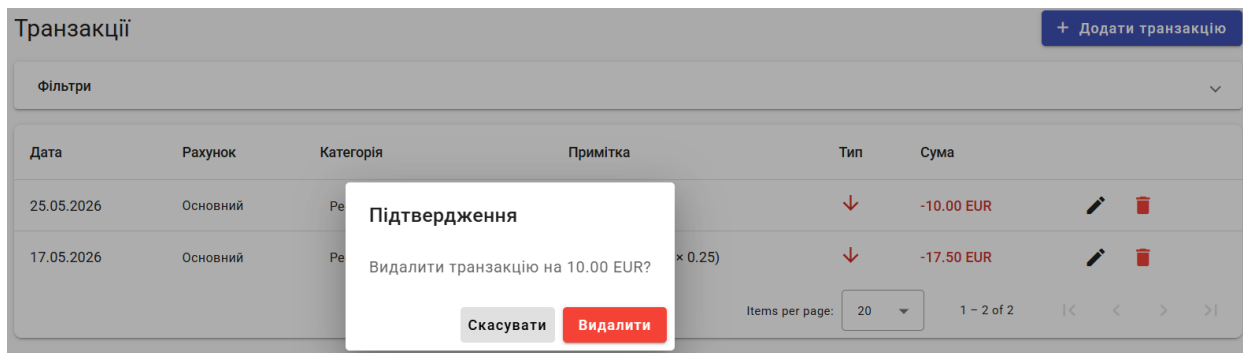 Транзакції
+ Додати транзакцію
Фільтри
Дата Рахунок Категорія Примітка Тип Сума
25.05.2026 Основний -10.00 EUR
Підтвердження
17.05.2026 Основний × 0.25) -17.50 EUR
Видалити транзакцію на 10.00 EUR?
Items per page: 20 1 – 2 of 2
Скасувати Видалити